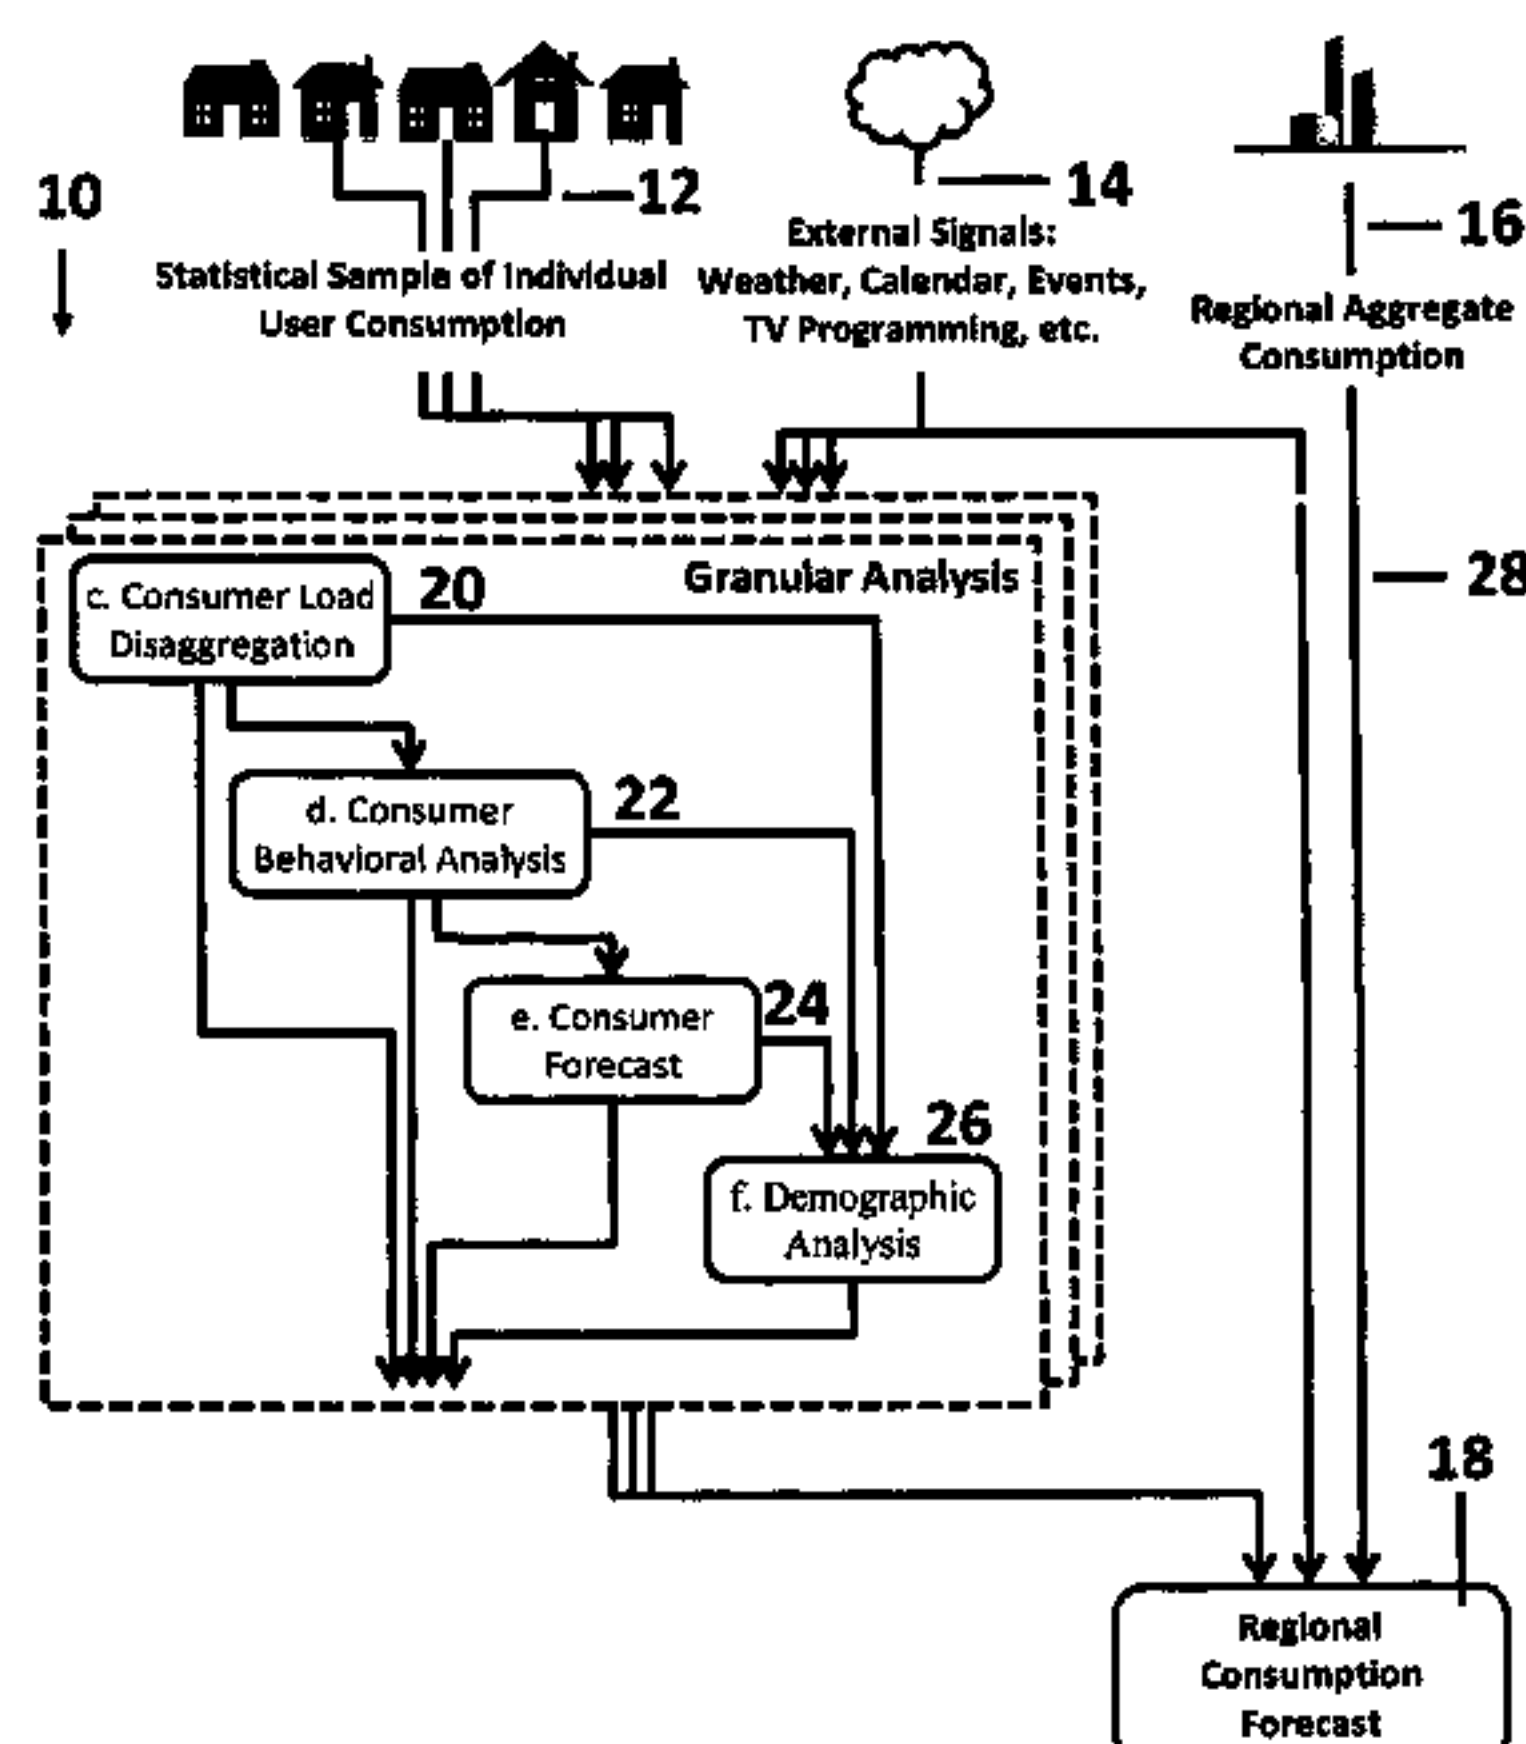 10
12
14
16
Statistical Sample of Individual
User Consumption
External Signals:
Weather, Calendar, Events,
TV Programming, etc.
Regional Aggregate
Consumption
28
Granular Analysis
c. Consumer Load
Disaggregation
20
d. Consumer
Behavioral Analysis
22
e. Consumer
Forecast
24
26
f. Demographic
Analysis
18
Regional
Consumption
Forecast